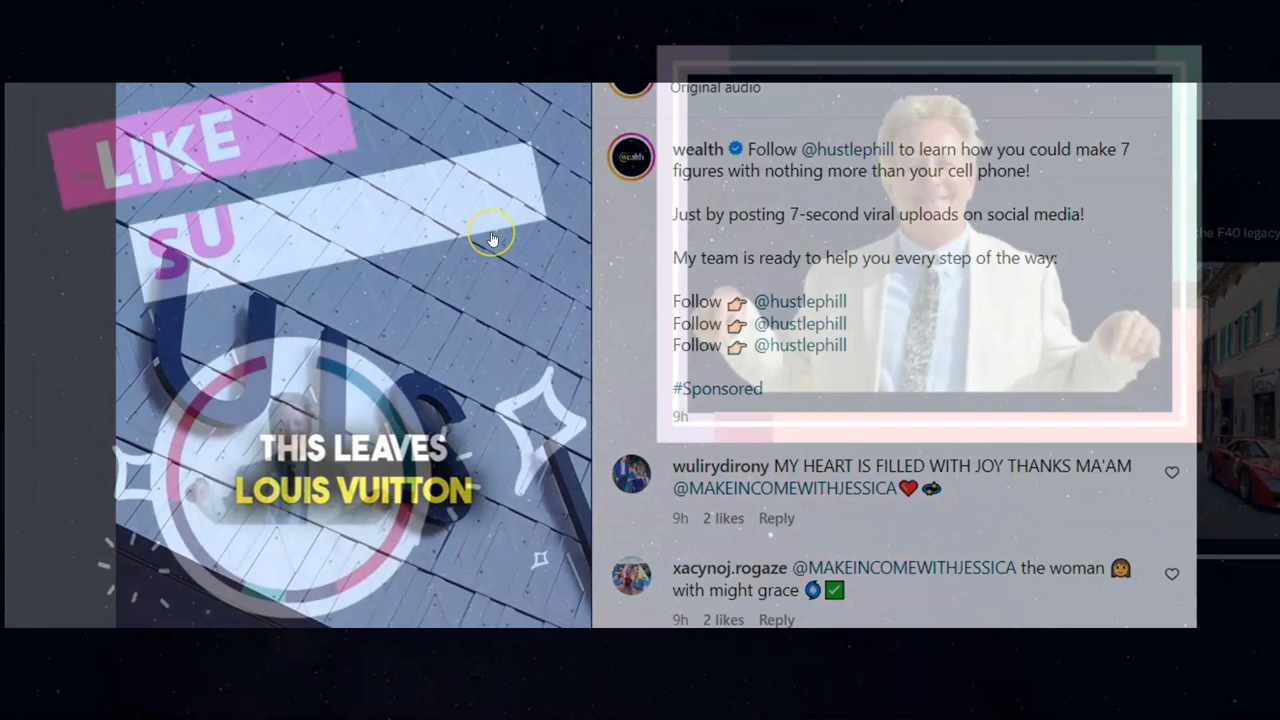 LIKE
SU
UIS
THIS LEAVES
LOUIS VUITTON
Original audio
wealth Follow @hustlephill to learn how you could make 7
figures with nothing more than your cell phone!
Just by posting 7-second viral uploads on social media!
My team is ready to help you every step of the way:
Follow 👉🏻 @hustlephill
Follow 👉🏻 @hustlephill
Follow 👉🏻 @hustlephill
#Sponsored
9h
wealth
wulirydirony MY HEART IS FILLED WITH JOY THANKS MA'AM
@MAKEINCOMEWITHJESSICA❤️💫
9h 2 likes Reply
xacynoj.rogaze @MAKEINCOMEWITHJESSICA the woman 👩
with might grace 🌀✅
9h 2 likes Reply
the F40 legacy